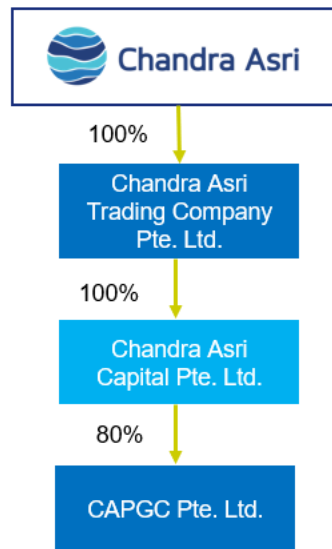 Chandra Asri
100%
Chandra Asri
Trading Company
Pte. Ltd.
100%
Chandra Asri
Capital Pte. Ltd.
80%
CAPGC Pte. Ltd.